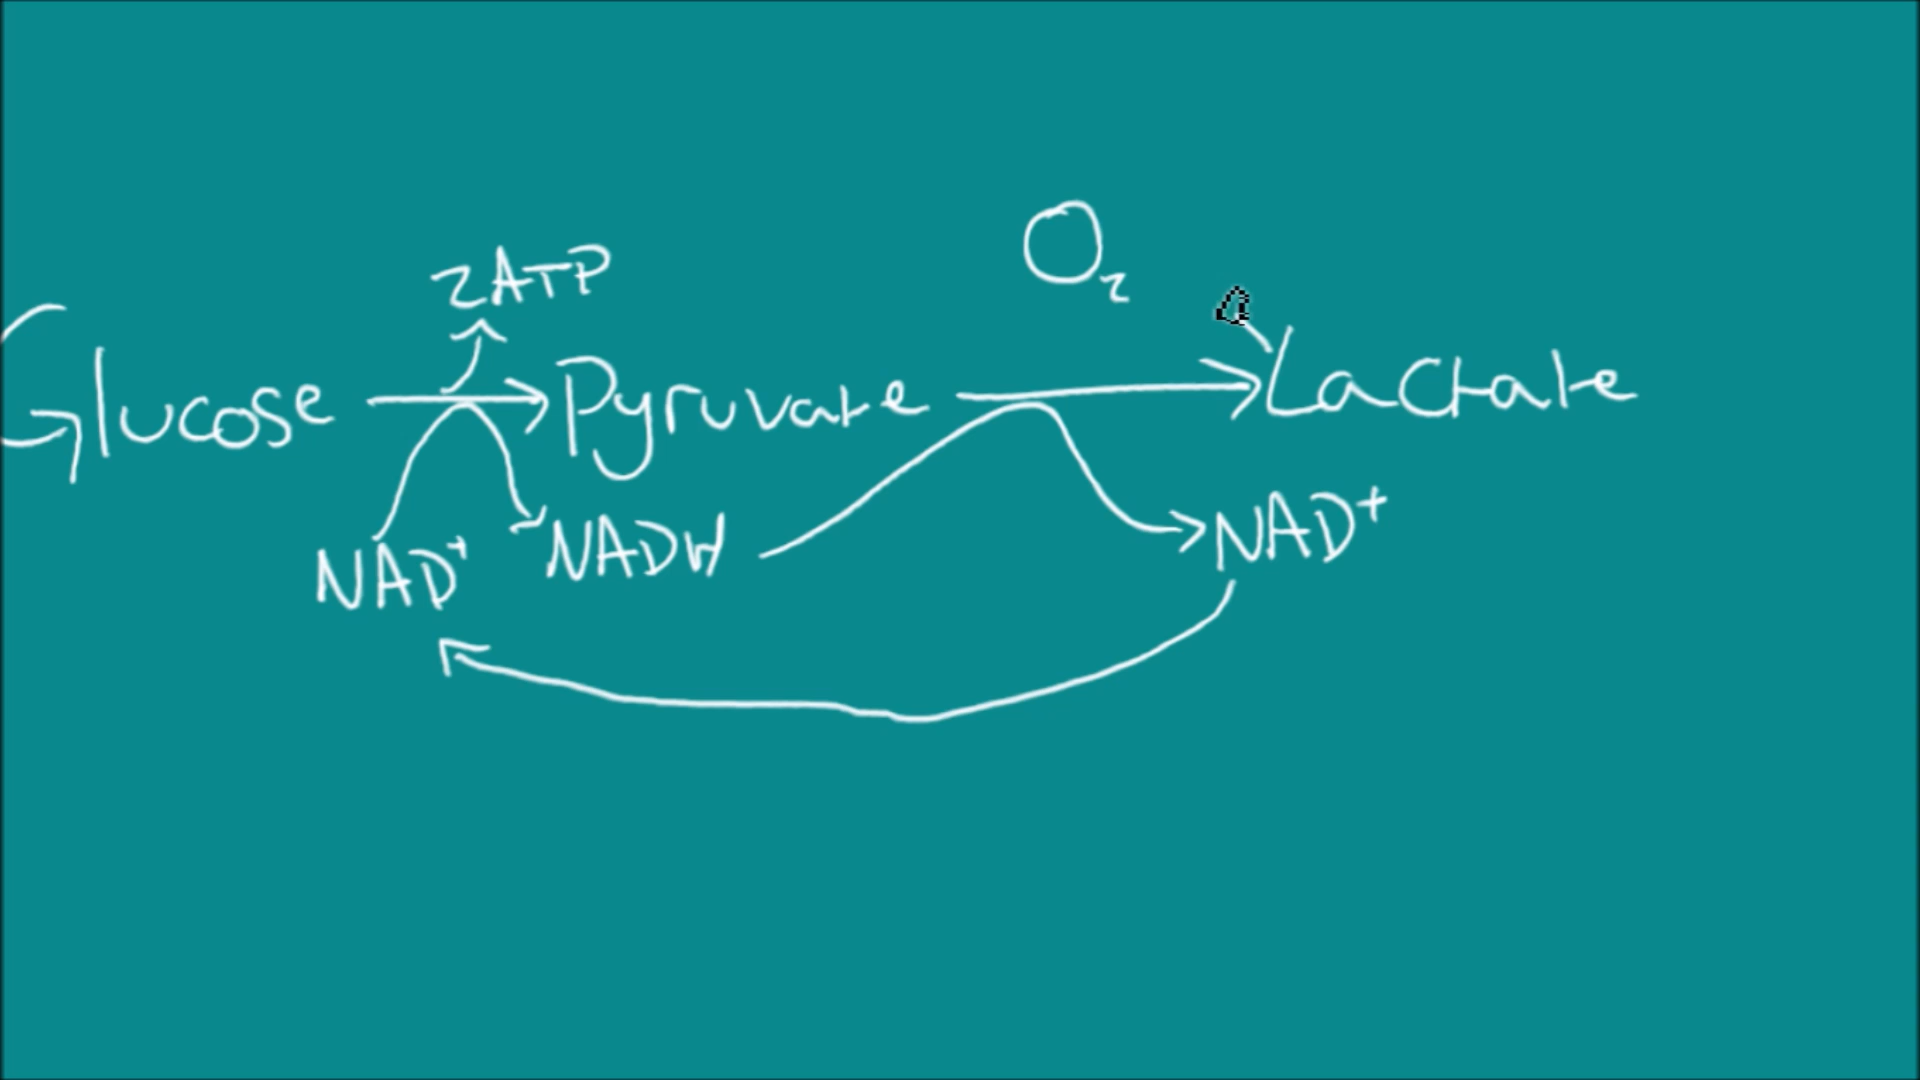 O2
2ATP
Glucose → Pyruvate → Lactate
NAD+ NADH NAD+